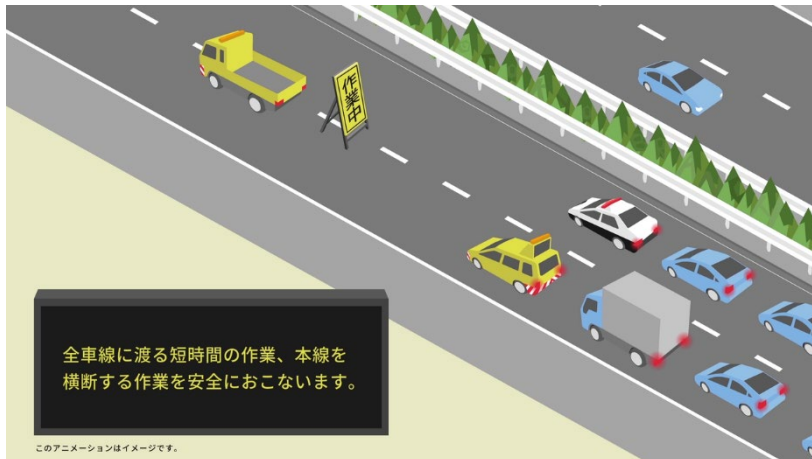 作業中
全車線に渡る短時間の作業、本線を
横断する作業を安全におこないます。
このアニメーションはイメージです。